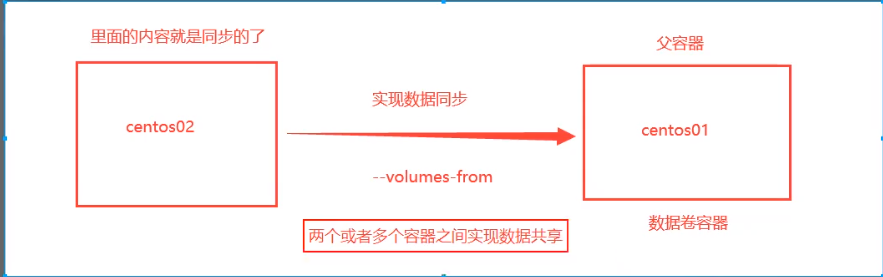 里面的内容就是同步的了
父容器
centos02
实现数据同步
centos01
--volumes-from
两个或者多个容器之间实现数据共享
数据卷容器